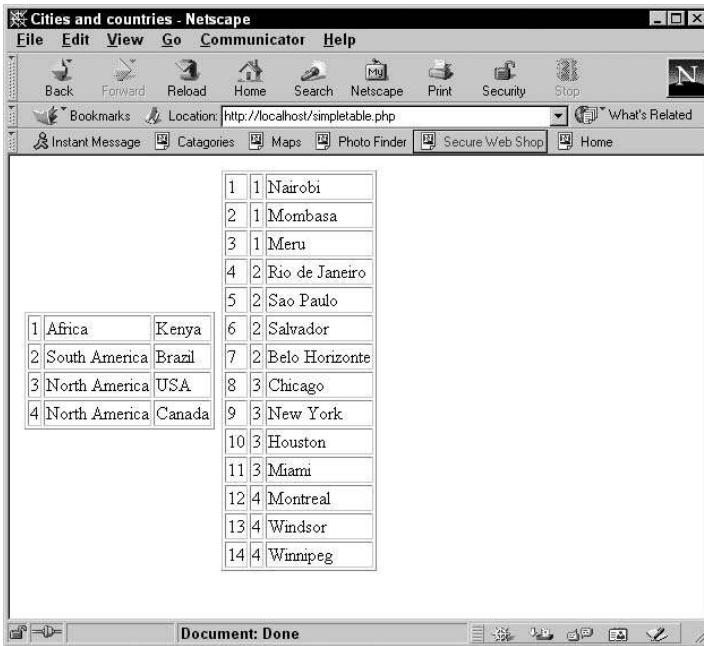 Cities and countries - Netscape
File Edit View Go Communicator Help
My
N
Back Forward Reload Home Search Netscape Print Security Stop
Bookmarks Location: http://localhost/simpletable.php What's Related
Instant Message Catagories Maps Photo Finder Secure Web Shop Home
1 Africa Kenya
2 South America Brazil
3 North America USA
4 North America Canada
1 1 Nairobi
2 1 Mombasa
3 1 Meru
4 2 Rio de Janeiro
5 2 Sao Paulo
6 2 Salvador
7 2 Belo Horizonte
8 3 Chicago
9 3 New York
10 3 Houston
11 3 Miami
12 4 Montreal
13 4 Windsor
14 4 Winnipeg
Document: Done